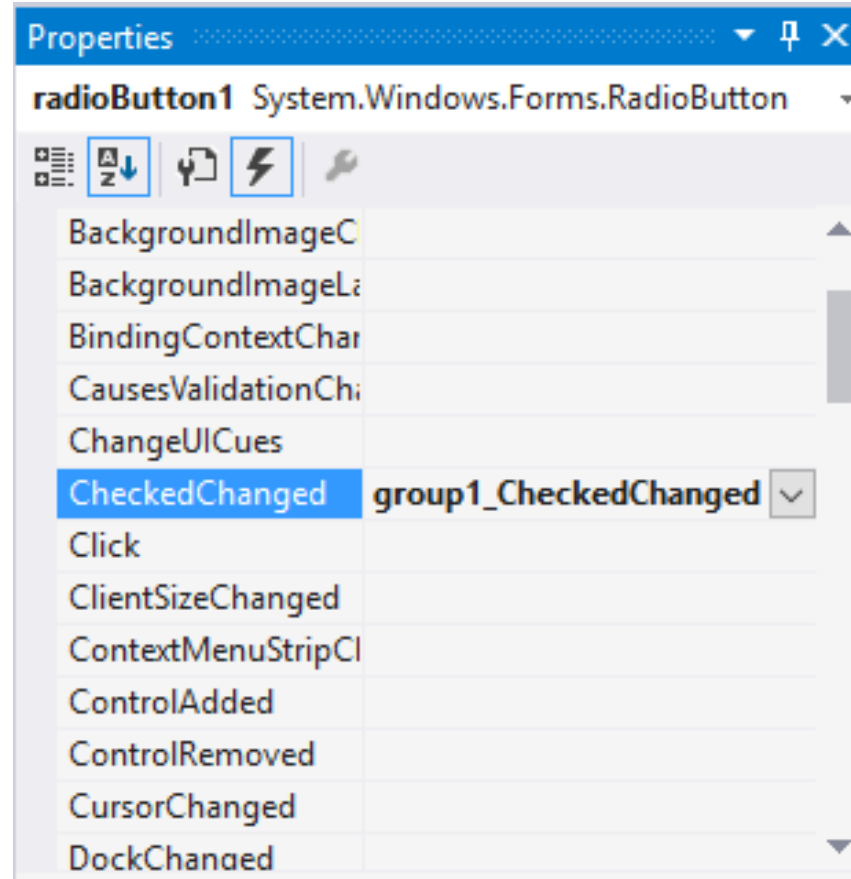 Properties
radioButton1 System.Windows.Forms.RadioButton
BackgroundImageC
BackgroundImageLa
BindingContextChan
CausesValidationCha
ChangeUICues
CheckedChanged group1_CheckedChanged
Click
ClientSizeChanged
ContextMenuStripCl
ControlAdded
ControlRemoved
CursorChanged
DockChanged